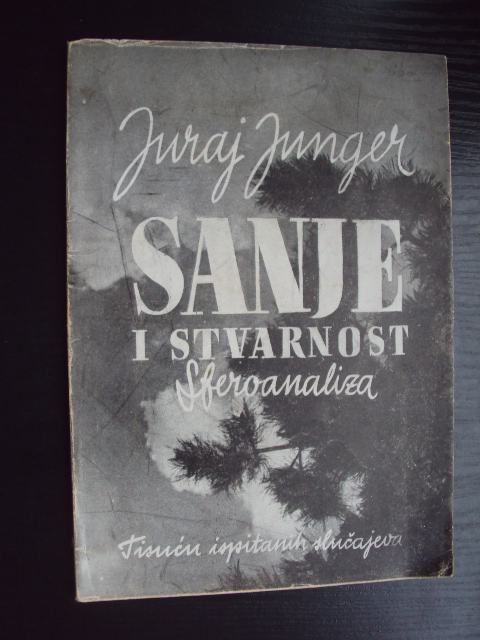 Juraj Junger
SANJE
I STVARNOST
Sferoanaliza
Tisuću ispitanih slučajeva